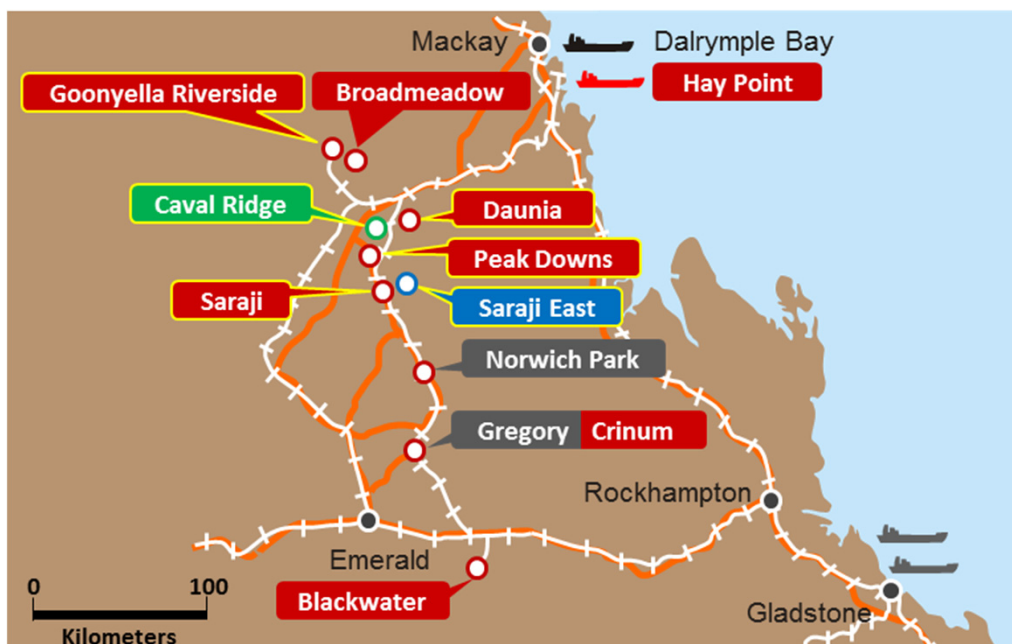 Mackay
Dalrymple Bay
Hay Point
Goonyella Riverside
Broadmeadow
Caval Ridge
Daunia
Peak Downs
Saraji
Saraji East
Norwich Park
Gregory Crinum
Rockhampton
Emerald
Blackwater
Gladstone
0 100
Kilometers